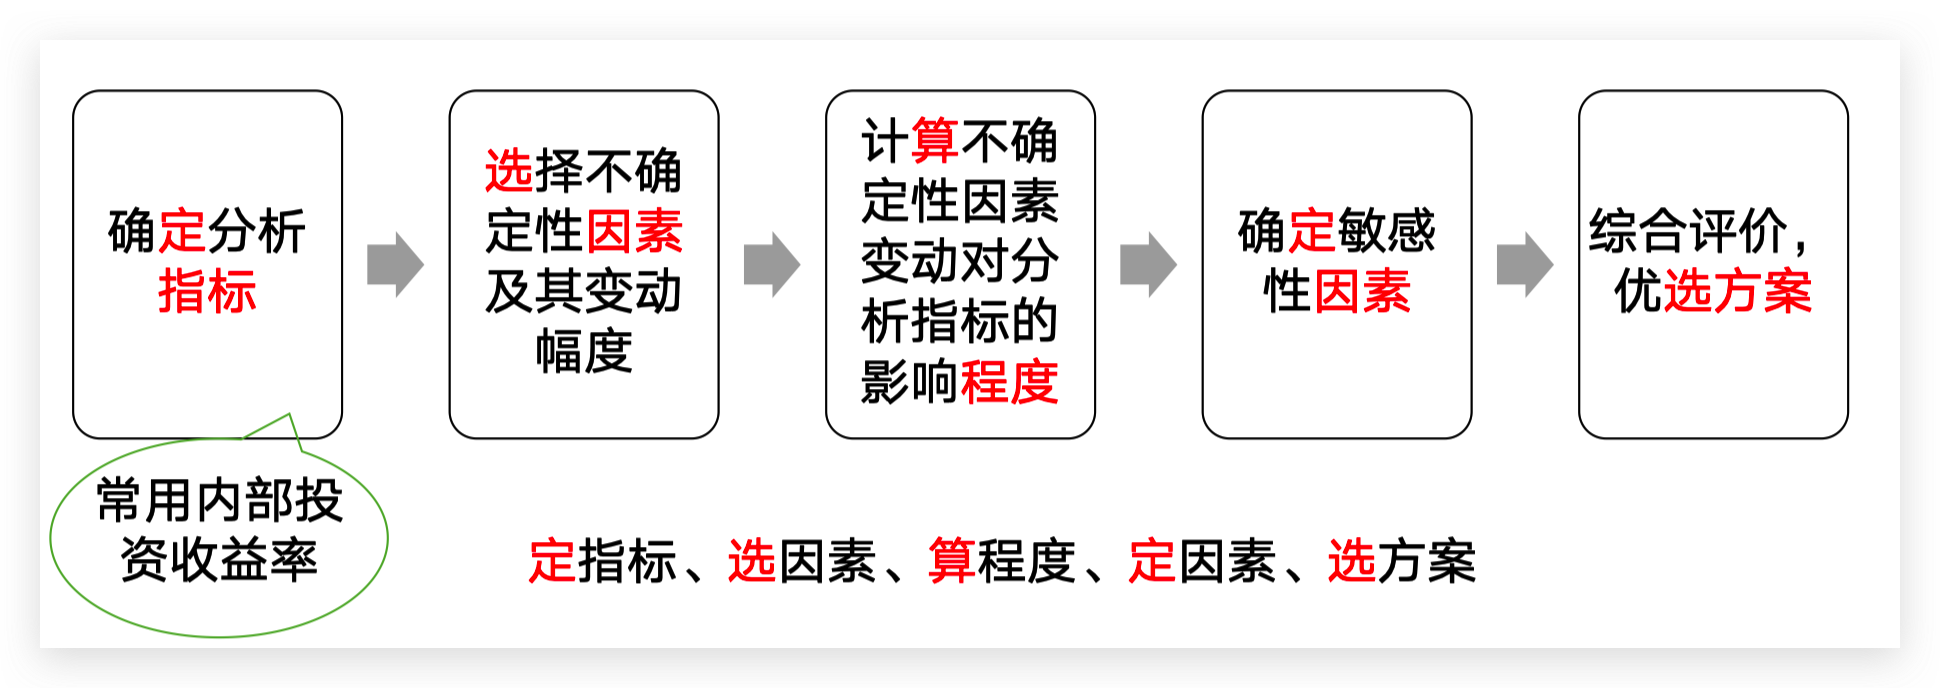 确定分析
指标
选择不确
定性因素
及其变动
幅度
计算不确
定性因素
变动对分
析指标的
影响程度
确定敏感
性因素
综合评价，
优选方案
常用内部投
资收益率
定指标、选因素、算程度、定因素、选方案